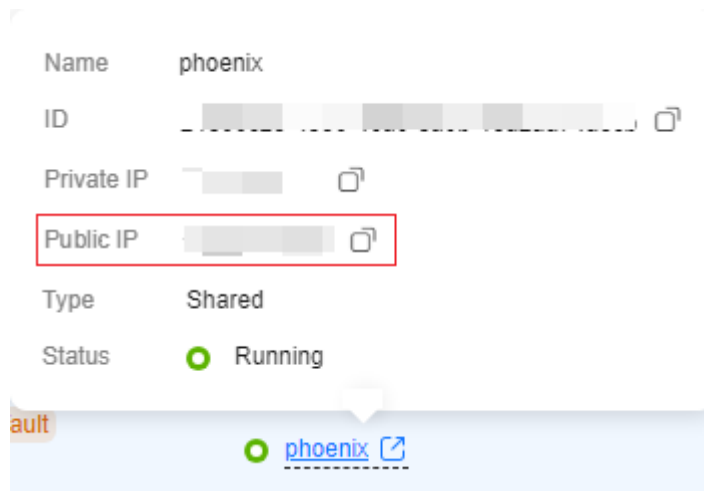 Name phoenix
ID
Private IP
Public IP
Type Shared
Status Running
ault
phoenix